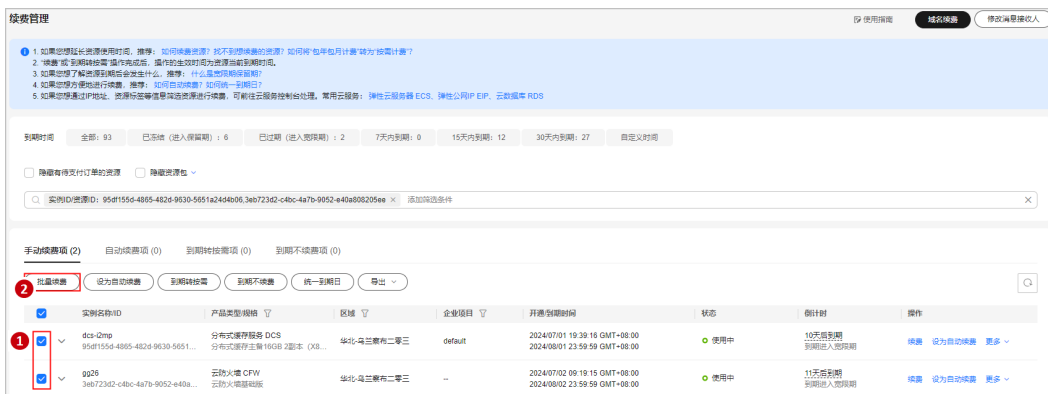 续费管理
使用指南 域名续费 修改消息接收人
1. 如果您想延长资源使用时间，推荐： 如何续费资源？找不到想续费的资源？如何将“包年包月计费”转为“按需计费”？
2. “续费”或“到期转按需”操作完成后，操作的生效时间为资源当前到期时间。
3. 如果您想了解资源到期后会发生什么，推荐： 什么是宽限期保留期？
4. 如果您想方便地进行续费，推荐： 如何自动续费？如何统一到期日？
5. 如果您想通过IP地址、资源标签等信息筛选资源进行续费，可前往云服务控制台处理。常用云服务： 弹性云服务器 ECS、弹性公网IP EIP、云数据库 RDS
到期时间 全部：93 已冻结（进入保留期）：6 已过期（进入宽限期）：2 7天内到期：0 15天内到期：12 30天内到期：27 自定义时间
隐藏有待支付订单的资源 隐藏资源包
实例ID/资源ID：95df155d-4865-482d-9630-5651a24d4b06,3eb723d2-c4bc-4a7b-9052-e40a808205ee × 添加筛选条件 ×
手动续费项 (2) 自动续费项 (0) 到期转按需项 (0) 到期不续费项 (0)
批量续费 设为自动续费 到期转按需 到期不续费 统一到期日 导出
2
实例名称/ID 产品类型/规格 区域 企业项目 开通/到期时间 状态 倒计时 操作
1
dcs-i2mp 分布式缓存服务 DCS 华北-乌兰察布二零三 default 2024/07/01 19:39:16 GMT+08:00 使用中 10天后到期 续费 设为自动续费 更多
95df155d-4865-482d-9630-5651... 分布式缓存主备16GB 2副本（X8... 2024/08/01 23:59:59 GMT+08:00 到期进入宽限期
gg26 云防火墙 CFW 华北-乌兰察布二零三 -- 2024/07/02 09:19:15 GMT+08:00 使用中 11天后到期 续费 设为自动续费 更多
3eb723d2-c4bc-4a7b-9052-e40a... 云防火墙基础版 2024/08/02 23:59:59 GMT+08:00 到期进入宽限期